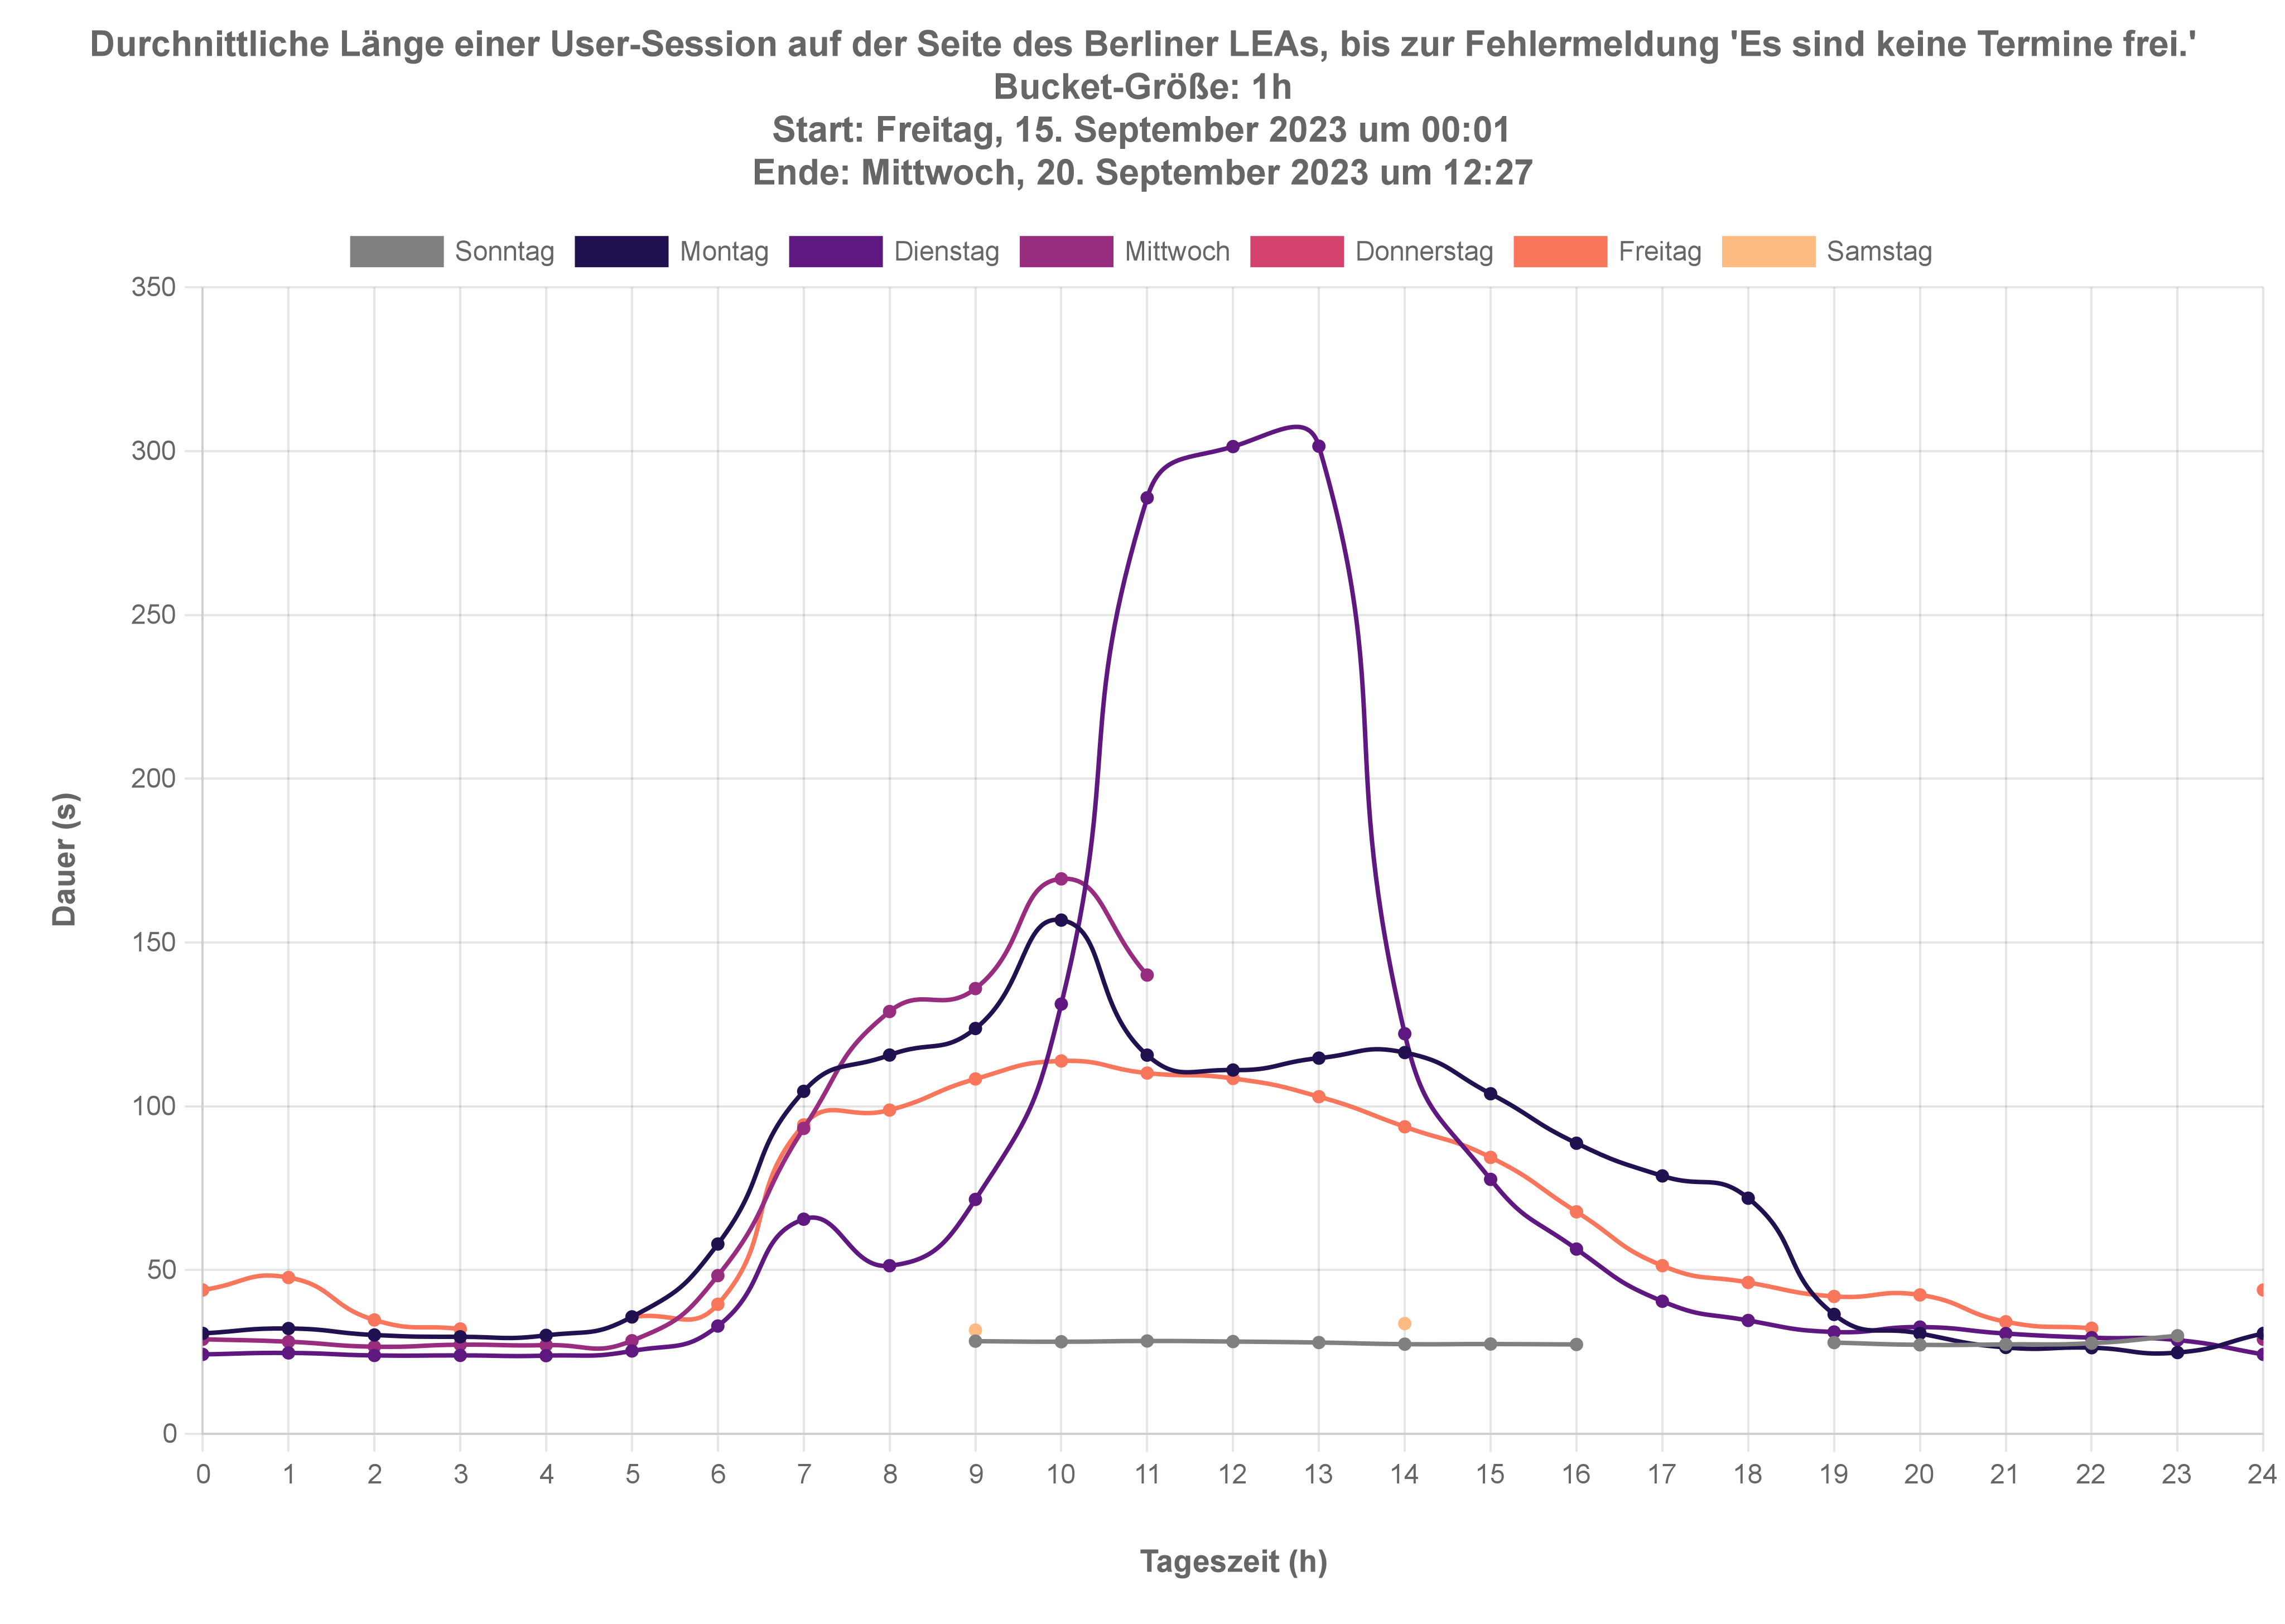 Durchnittliche Länge einer User-Session auf der Seite des Berliner LEAs, bis zur Fehlermeldung 'Es sind keine Termine frei.'
Bucket-Größe: 1h
Start: Freitag, 15. September 2023 um 00:01
Ende: Mittwoch, 20. September 2023 um 12:27
Sonntag Montag Dienstag Mittwoch Donnerstag Freitag Samstag
350
300
250
200
150
100
50
0
Dauer (s)
0 1 2 3 4 5 6 7 8 9 10 11 12 13 14 15 16 17 18 19 20 21 22 23 24
Tageszeit (h)